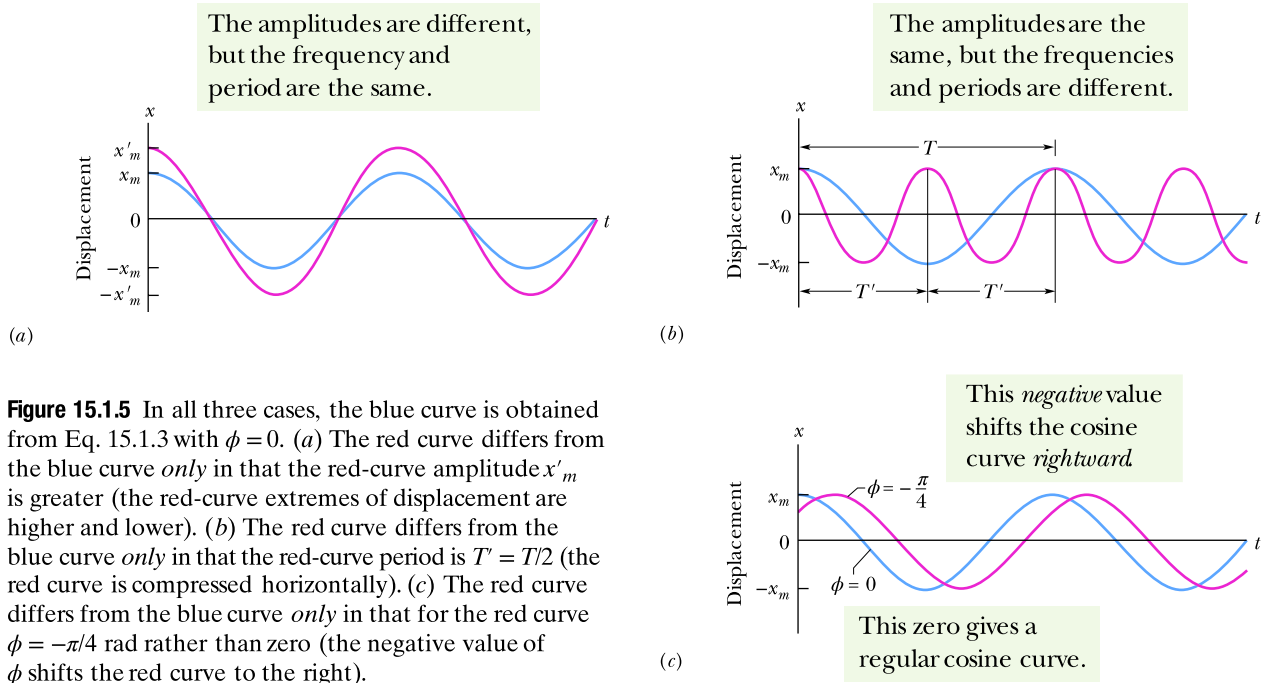 The amplitudes are different,
but the frequency and
period are the same.
x
x′m
xm
0
−xm
−x′m
Displacement
t
(a)
The amplitudes are the
same, but the frequencies
and periods are different.
x
T
xm
0
−xm
Displacement
t
T′
T′
(b)
Figure 15.1.5 In all three cases, the blue curve is obtained
from Eq. 15.1.3 with ϕ = 0. (a) The red curve differs from
the blue curve only in that the red-curve amplitude x′m
is greater (the red-curve extremes of displacement are
higher and lower). (b) The red curve differs from the
blue curve only in that the red-curve period is T′ = T/2 (the
red curve is compressed horizontally). (c) The red curve
differs from the blue curve only in that for the red curve
ϕ = −π/4 rad rather than zero (the negative value of
ϕ shifts the red curve to the right).
This negative value
shifts the cosine
curve rightward.
x
xm
0
−xm
Displacement
ϕ = − π/4
ϕ = 0
t
This zero gives a
regular cosine curve.
(c)